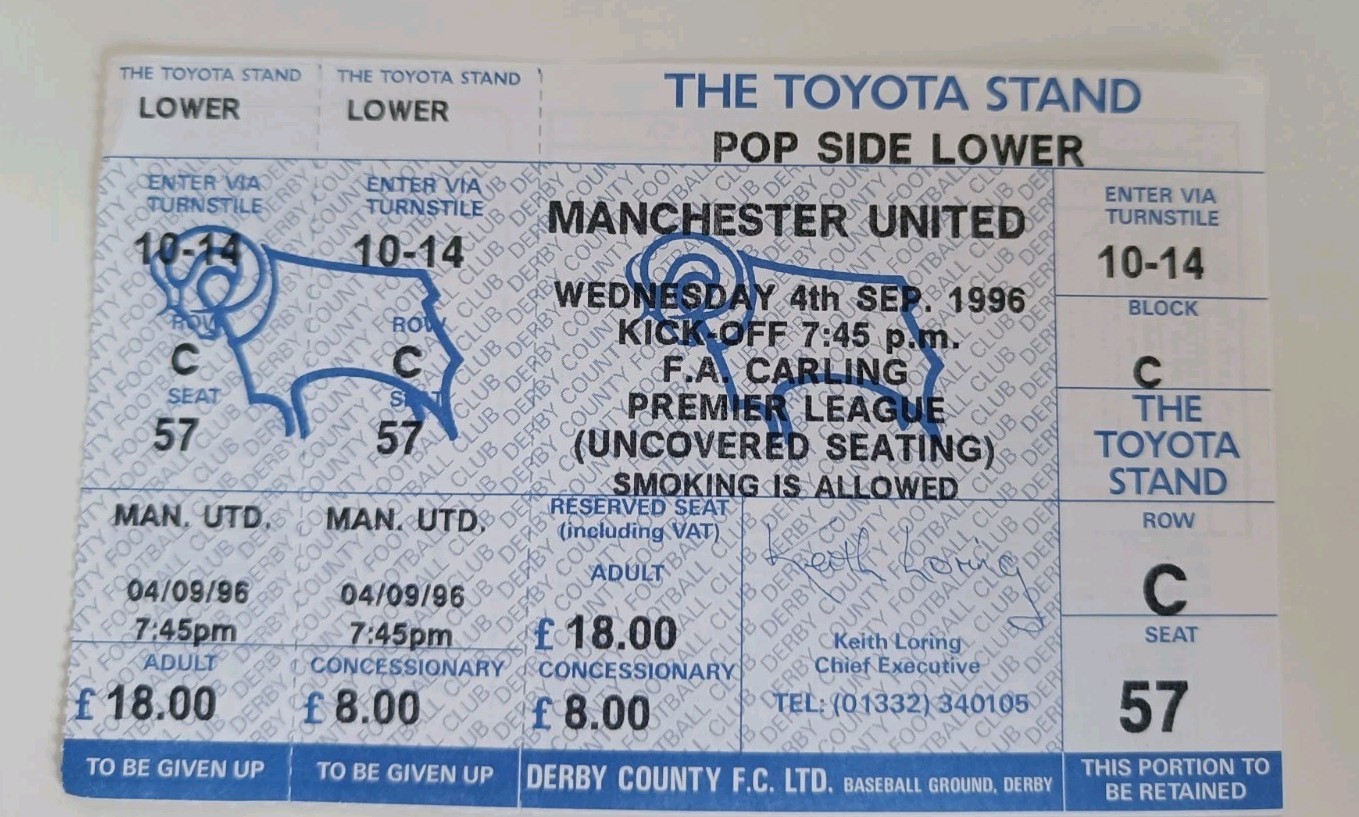 THE TOYOTA STAND
LOWER
ENTER VIA
TURNSTILE
10-14
ROW
C
SEAT
57
MAN. UTD.
04/09/96
7:45pm
ADULT
£ 18.00
TO BE GIVEN UP
THE TOYOTA STAND
LOWER
ENTER VIA
TURNSTILE
10-14
ROW
C
SEAT
57
MAN. UTD.
04/09/96
7:45pm
CONCESSIONARY
£ 8.00
TO BE GIVEN UP
THE TOYOTA STAND
POP SIDE LOWER
MANCHESTER UNITED
WEDNESDAY 4th SEP. 1996
KICK-OFF 7:45 p.m.
F.A. CARLING
PREMIER LEAGUE
(UNCOVERED SEATING)
SMOKING IS ALLOWED
RESERVED SEAT
(including VAT)
ADULT
£ 18.00
CONCESSIONARY
£ 8.00
Keith Loring
Keith Loring
Chief Executive
TEL: (01332) 340105
DERBY COUNTY F.C. LTD. BASEBALL GROUND, DERBY
ENTER VIA
TURNSTILE
10-14
BLOCK
C
THE
TOYOTA
STAND
ROW
C
SEAT
57
THIS PORTION TO
BE RETAINED
DERBY COUNTY FOOTBALL CLUB